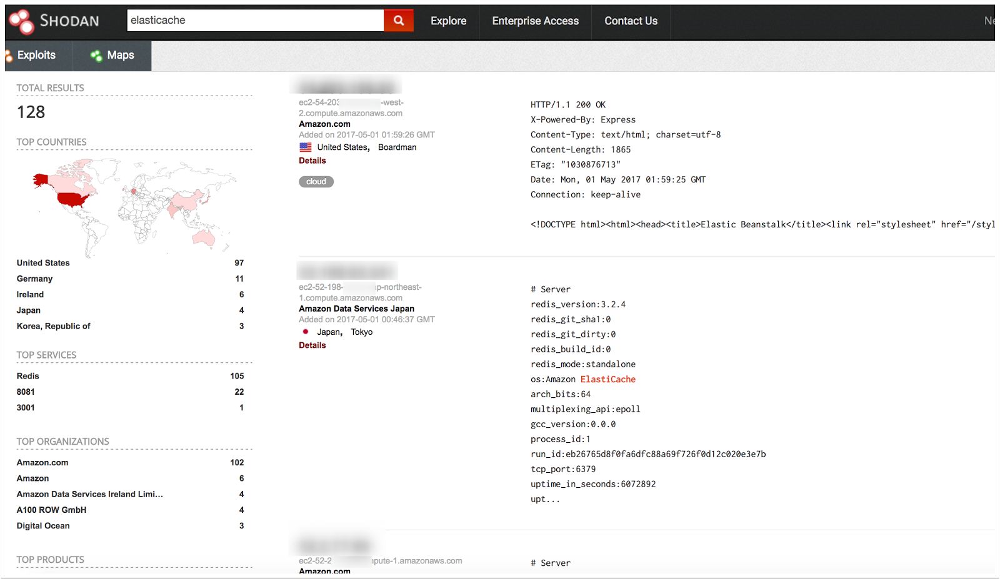 SHODAN
elasticache
Explore
Enterprise Access
Contact Us
Exploits
Maps
TOTAL RESULTS
128
TOP COUNTRIES
United States 97
Germany 11
Ireland 6
Japan 4
Korea, Republic of 3
TOP SERVICES
Redis 105
8081 22
3001 1
TOP ORGANIZATIONS
Amazon.com 102
Amazon 6
Amazon Data Services Ireland Limi... 4
A100 ROW GmbH 4
Digital Ocean 3
TOP PRODUCTS
ec2-54-20 -west-
2.compute.amazonaws.com
Amazon.com
Added on 2017-05-01 01:59:26 GMT
United States, Boardman
Details
cloud
HTTP/1.1 200 OK
X-Powered-By: Express
Content-Type: text/html; charset=utf-8
Content-Length: 1865
ETag: "1030876713"
Date: Mon, 01 May 2017 01:59:25 GMT
Connection: keep-alive
<!DOCTYPE html><html><head><title>Elastic Beanstalk</title><link rel="stylesheet" href="/styl
ec2-52-198- p-northeast-
1.compute.amazonaws.com
Amazon Data Services Japan
Added on 2017-05-01 00:46:37 GMT
Japan, Tokyo
Details
# Server
redis_version:3.2.4
redis_git_sha1:0
redis_git_dirty:0
redis_build_id:0
redis_mode:standalone
os:Amazon ElastiCache
arch_bits:64
multiplexing_api:epoll
gcc_version:0.0.0
process_id:1
run_id:eb26765d8f0fa6dfc88a69f726f0d12c020e3e7b
tcp_port:6379
uptime_in_seconds:6072892
upt...
ec2-52-2 pute-1.amazonaws.com
Amazon.com
# Server